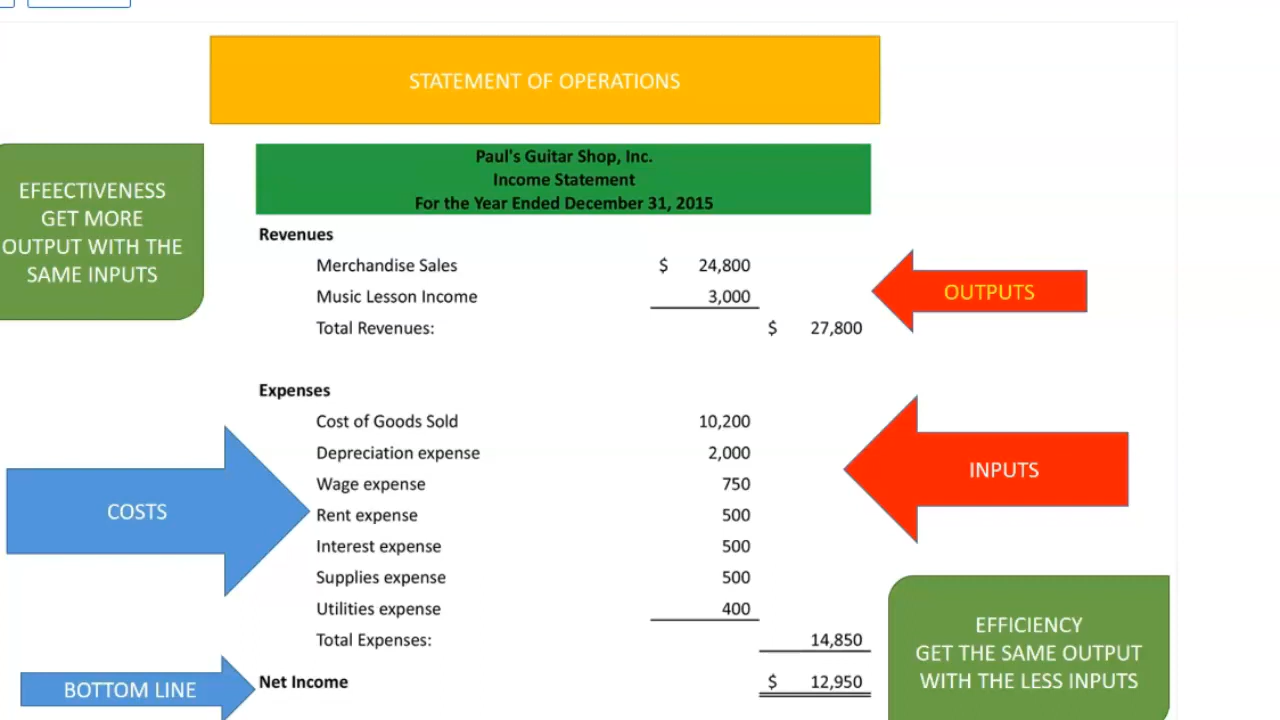 STATEMENT OF OPERATIONS
EFEECTIVENESS
GET MORE
OUTPUT WITH THE
SAME INPUTS
Paul's Guitar Shop, Inc.
Income Statement
For the Year Ended December 31, 2015
Revenues
Merchandise Sales $ 24,800
Music Lesson Income 3,000
Total Revenues: $ 27,800
OUTPUTS
Expenses
Cost of Goods Sold 10,200
Depreciation expense 2,000
Wage expense 750
Rent expense 500
Interest expense 500
Supplies expense 500
Utilities expense 400
Total Expenses: 14,850
Net Income $ 12,950
COSTS
INPUTS
BOTTOM LINE
EFFICIENCY
GET THE SAME OUTPUT
WITH THE LESS INPUTS